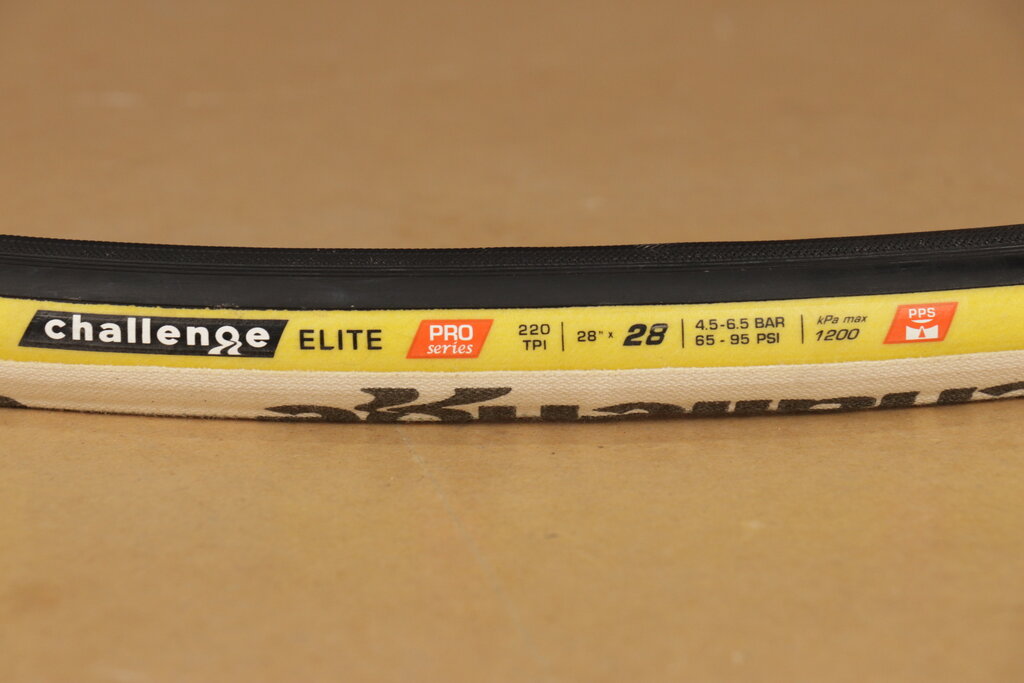 challenge ELITE PRO series 220 TPI 28" x 28 4.5-6.5 BAR 65 - 95 PSI kPa max 1200 PPS
challenge